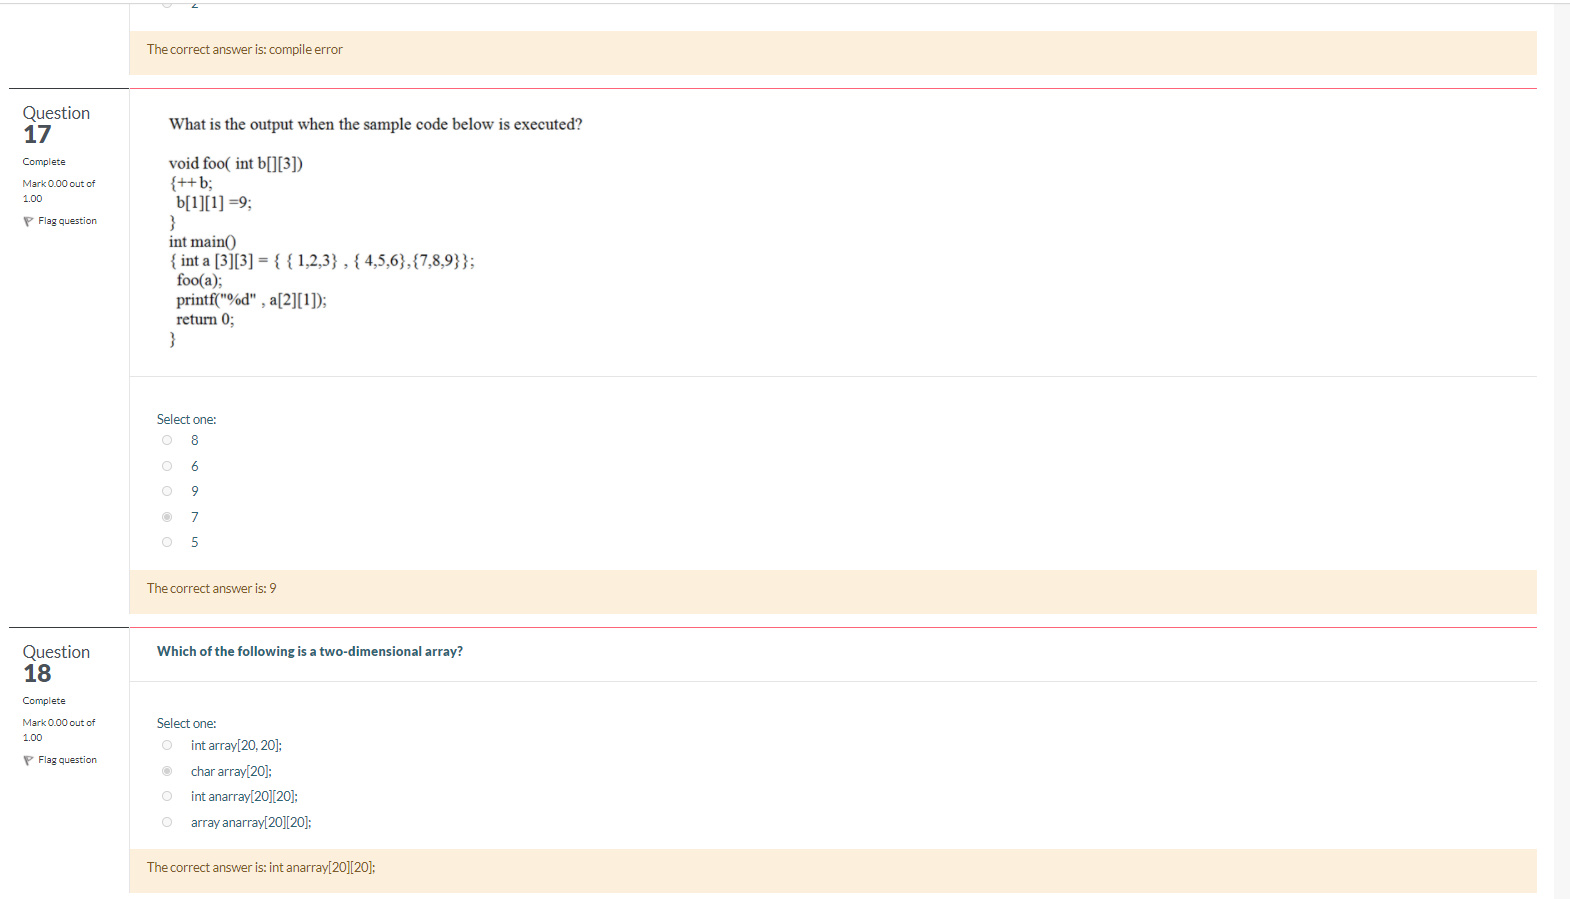 2
The correct answer is: compile error
Question
17
Complete
Mark 0.00 out of
1.00
Flag question
What is the output when the sample code below is executed?
void foo( int b[][3])
{++b;
b[1][1] =9;
}
int main()
{ int a [3][3] = { { 1,2,3} , { 4,5,6},{7,8,9}};
foo(a);
printf("%d" , a[2][1]);
return 0;
}
Select one:
8
6
9
7
5
The correct answer is: 9
Question
18
Complete
Mark 0.00 out of
1.00
Flag question
Which of the following is a two-dimensional array?
Select one:
int array[20, 20];
char array[20];
int anarray[20][20];
array anarray[20][20];
The correct answer is: int anarray[20][20];